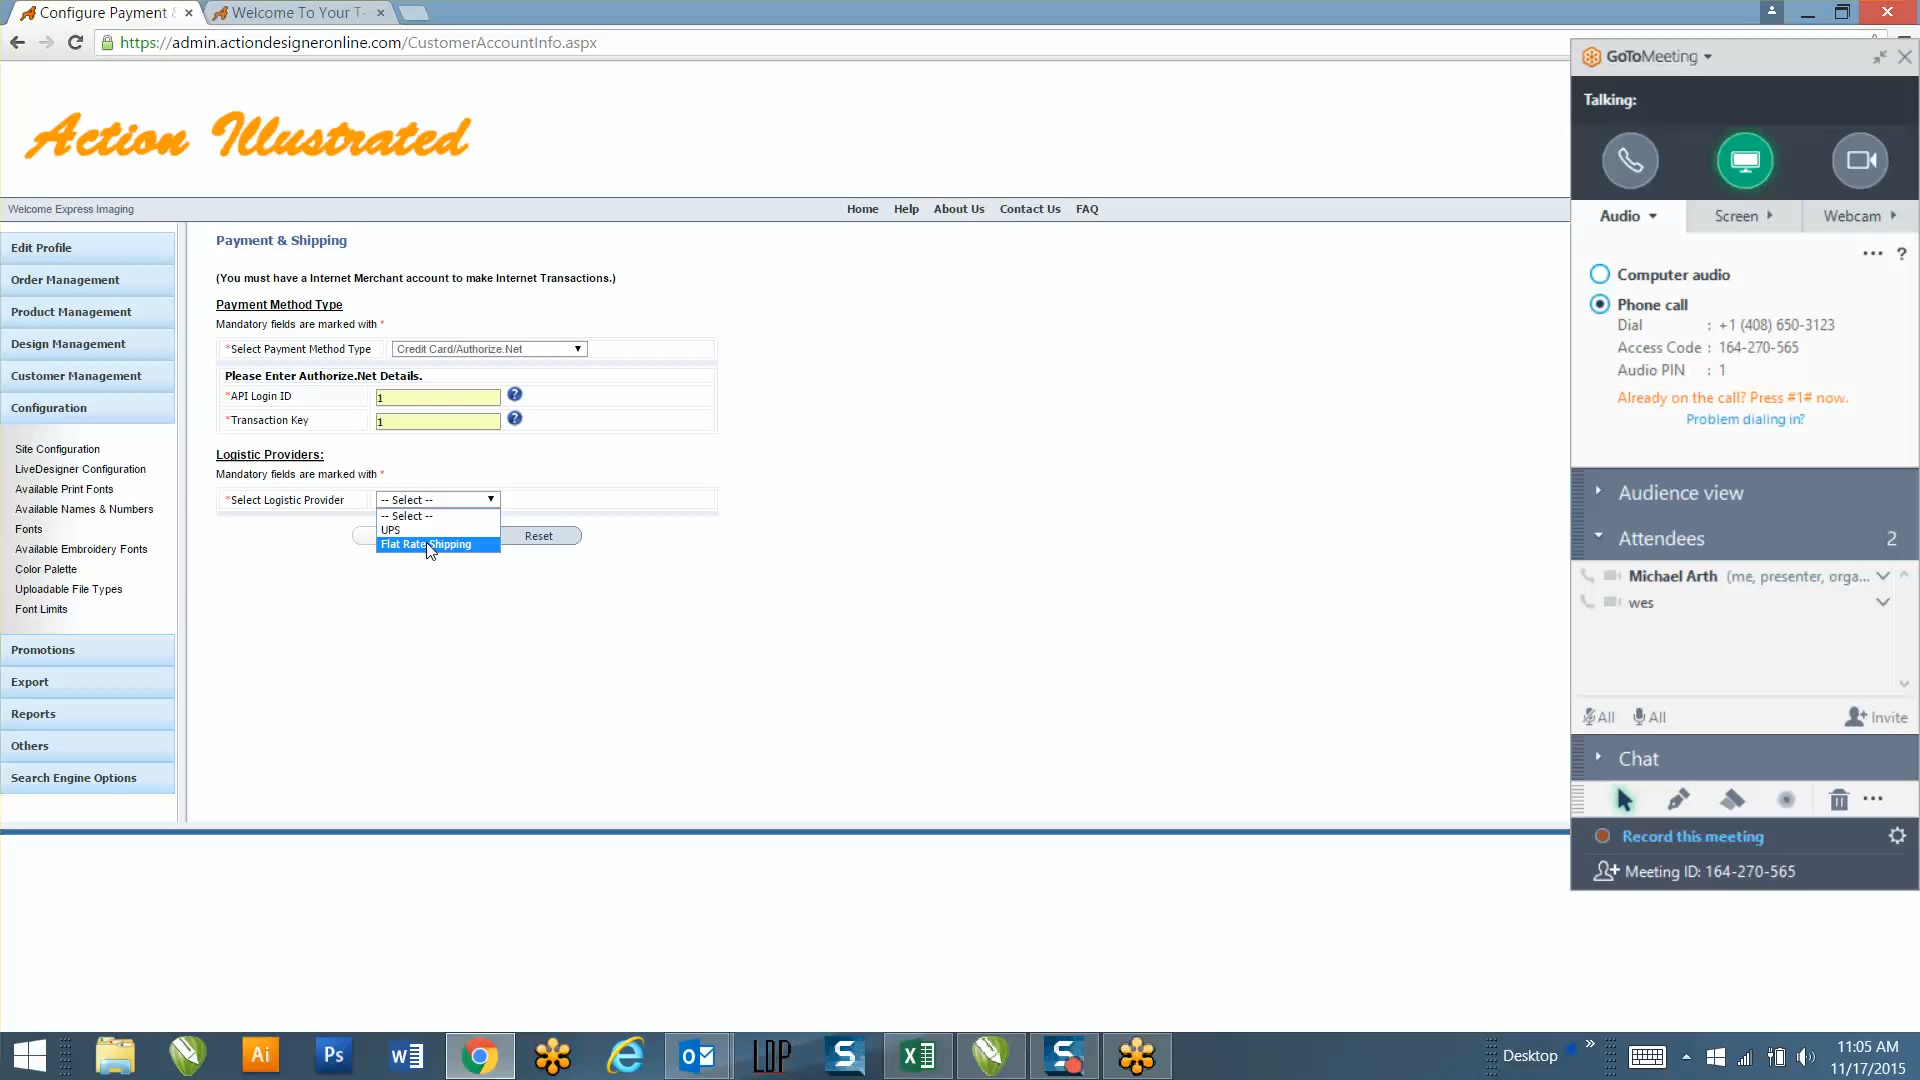 Configure Payment &
Welcome To Your T-
https://admin.actiondesigneronline.com/CustomerAccountInfo.aspx
Action Illustrated
Welcome Express Imaging
Home
Help
About Us
Contact Us
FAQ
Edit Profile
Order Management
Product Management
Design Management
Customer Management
Configuration
Site Configuration
LiveDesigner Configuration
Available Print Fonts
Available Names & Numbers
Fonts
Available Embroidery Fonts
Color Palette
Uploadable File Types
Font Limits
Promotions
Export
Reports
Others
Search Engine Options
Payment & Shipping
(You must have a Internet Merchant account to make Internet Transactions.)
Payment Method Type
Mandatory fields are marked with *
*Select Payment Method Type
Credit Card/Authorize.Net
Please Enter Authorize.Net Details.
*API Login ID
1
?
*Transaction Key
1
?
Logistic Providers:
Mandatory fields are marked with *
*Select Logistic Provider
-- Select --
-- Select --
UPS
Flat Rate Shipping
Reset
GoToMeeting
Talking:
Audio
Screen
Webcam
... ?
Computer audio
Phone call
Dial : +1 (408) 650-3123
Access Code : 164-270-565
Audio PIN : 1
Already on the call? Press #1# now.
Problem dialing in?
Audience view
Attendees 2
Michael Arth (me, presenter, orga...
wes
All
All
Invite
Chat
...
Record this meeting
Meeting ID: 164-270-565
Ai
Ps
W
LDP
S
X
S
Desktop
»
11:05 AM
11/17/2015